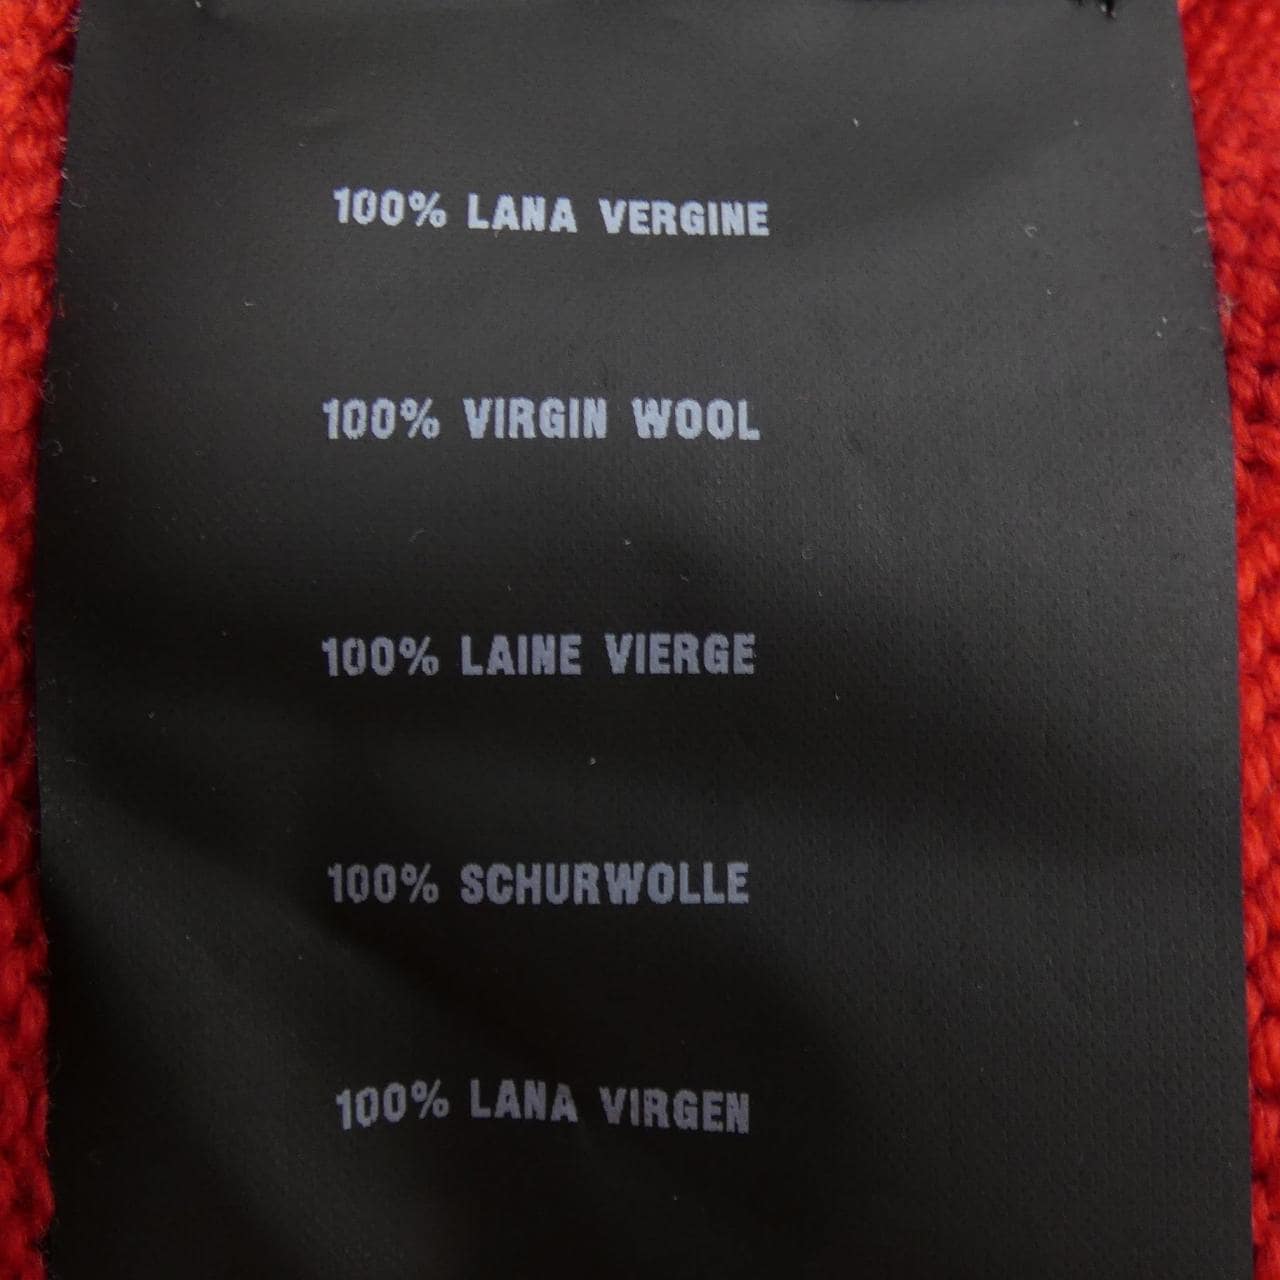 100% LANA VERGINE
100% VIRGIN WOOL
100% LAINE VIERGE
100% SCHURWOLLE
100% LANA VIRGEN